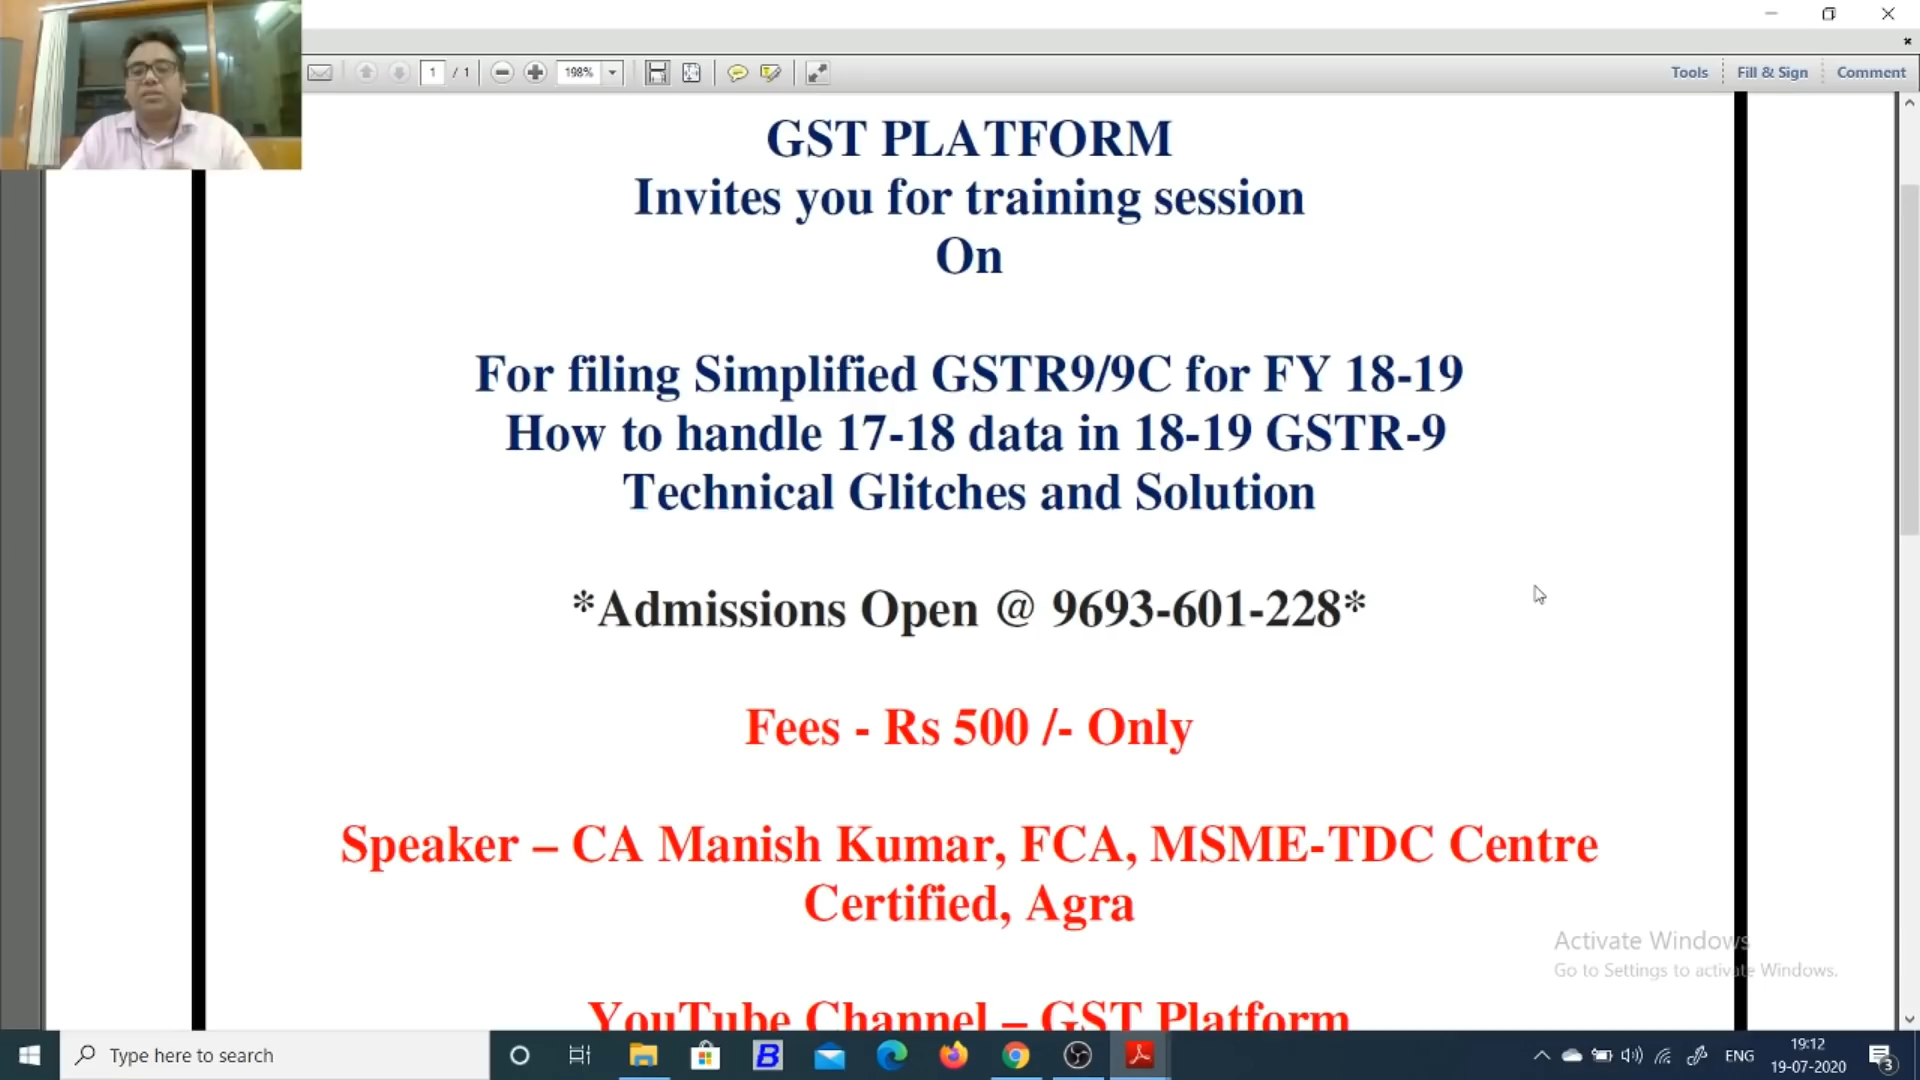 1 / 1
198%
Tools
Fill & Sign
Comment
GST PLATFORM
Invites you for training session
On
For filing Simplified GSTR9/9C for FY 18-19
How to handle 17-18 data in 18-19 GSTR-9
Technical Glitches and Solution
*Admissions Open @ 9693-601-228*
Fees - Rs 500 /- Only
Speaker – CA Manish Kumar, FCA, MSME-TDC Centre
Certified, Agra
YouTube Channel – GST Platform
Activate Windows
Go to Settings to activate Windows.
Type here to search
B
ENG
19:12
19-07-2020
3